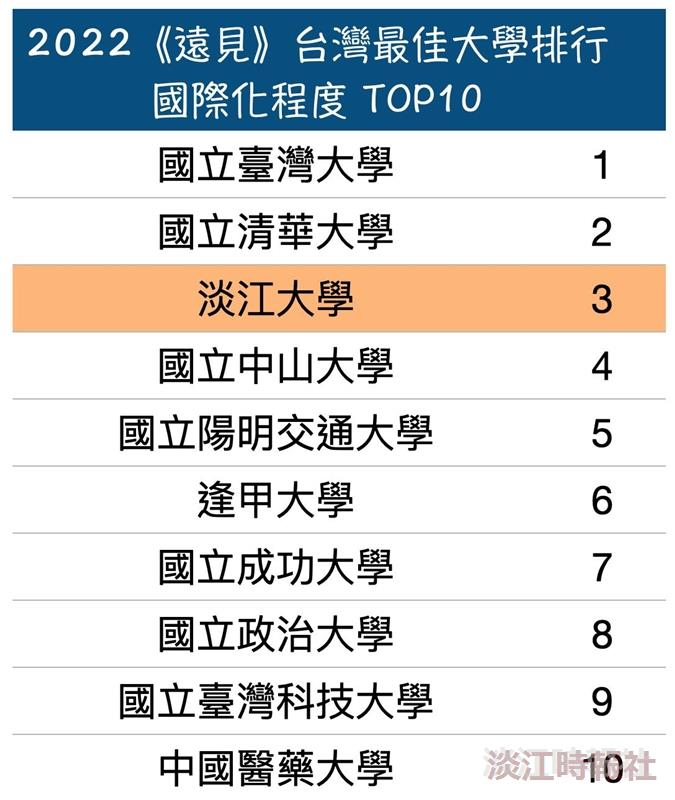 2022《遠見》台灣最佳大學排行
國際化程度 TOP10
國立臺灣大學 1
國立清華大學 2
淡江大學 3
國立中山大學 4
國立陽明交通大學 5
逢甲大學 6
國立成功大學 7
國立政治大學 8
國立臺灣科技大學 9
中國醫藥大學 10
淡江時報社